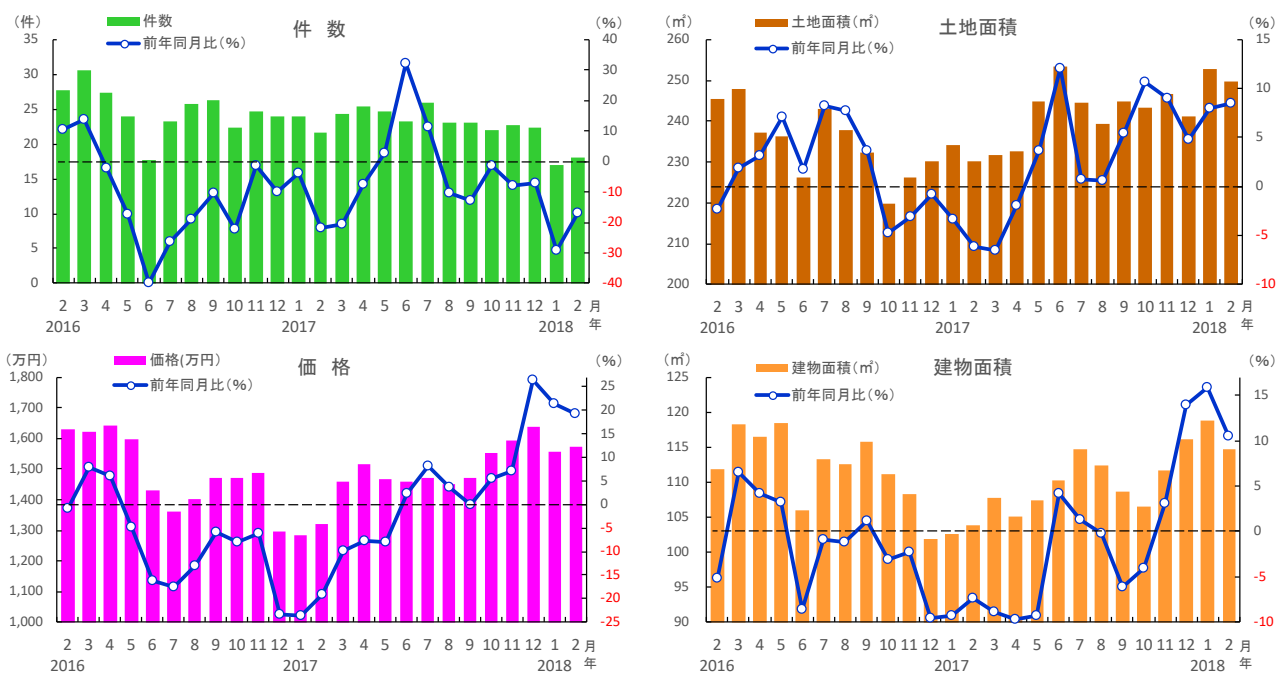 (件) 件数 件 数 (%)
前年同月比(%)
35 40
30 30
25 20
20 10
15 0
10 -10
5 -20
0 -30
-40
2 3 4 5 6 7 8 9 10 11 12 1 2 3 4 5 6 7 8 9 10 11 12 1 2 月
2016 2017 2018 年
(㎡) 土地面積(㎡) 土地面積 (%)
前年同月比(%)
260 15
250 10
240 5
230 0
220 -5
210 -10
200
2 3 4 5 6 7 8 9 10 11 12 1 2 3 4 5 6 7 8 9 10 11 12 1 2 月
2016 2017 2018 年
(万円) 価格(万円) 価 格 (%)
前年同月比(%)
1,800 25
1,700 20
1,600 15
1,500 10
1,400 5
1,300 0
1,200 -5
1,100 -10
1,000 -15
-20
-25
2 3 4 5 6 7 8 9 10 11 12 1 2 3 4 5 6 7 8 9 10 11 12 1 2 月
2016 2017 2018 年
(㎡) 建物面積(㎡) 建物面積 (%)
前年同月比(%)
125 15
120 10
115 5
110 0
105 -5
100 -10
95
90
2 3 4 5 6 7 8 9 10 11 12 1 2 3 4 5 6 7 8 9 10 11 12 1 2 月
2016 2017 2018 年